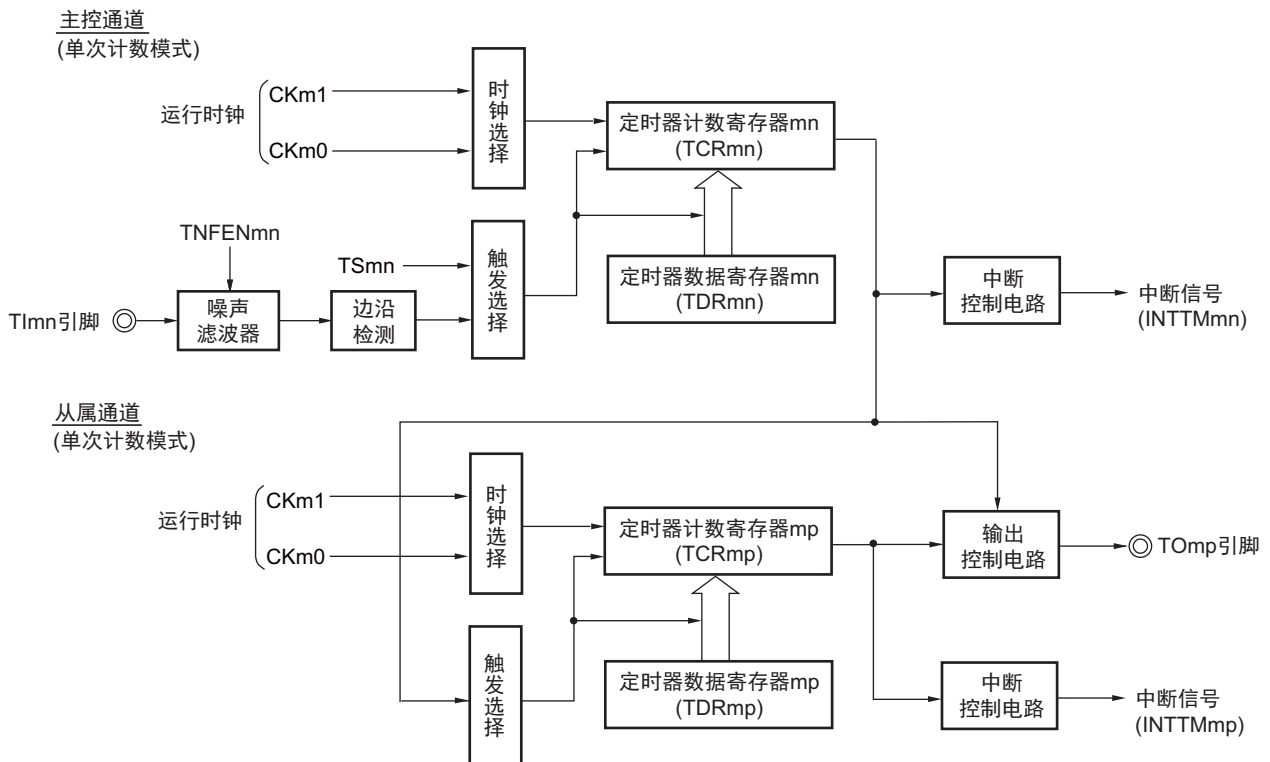 主控通道
(单次计数模式)
运行时钟
CKm1
CKm0
时钟选择
定时器计数寄存器mn
(TCRmn)
TNFENmn
TSmn
触发选择
定时器数据寄存器mn
(TDRmn)
TImn引脚
噪声
滤波器
边沿
检测
中断
控制电路
中断信号
(INTTMmn)
从属通道
(单次计数模式)
运行时钟
CKm1
CKm0
时钟选择
定时器计数寄存器mp
(TCRmp)
输出
控制电路
TOmp引脚
触发选择
定时器数据寄存器mp
(TDRmp)
中断
控制电路
中断信号
(INTTMmp)